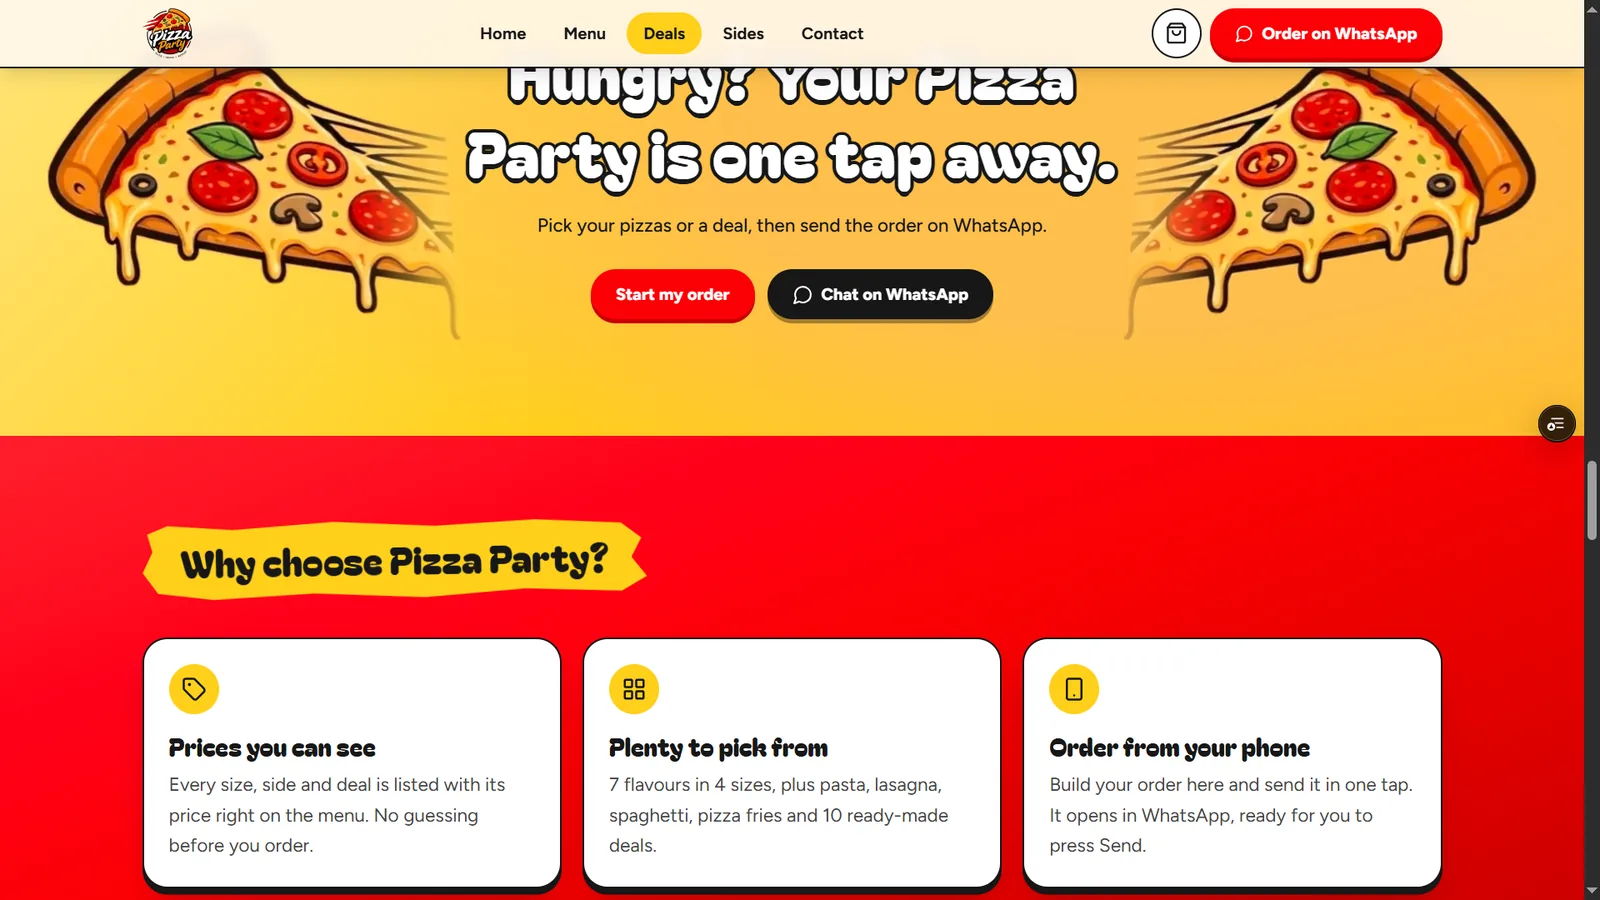 Pizza
Party
Home
Menu
Deals
Sides
Contact
Order on WhatsApp
Hungry? Your Pizza
Party is one tap away.
Pick your pizzas or a deal, then send the order on WhatsApp.
Start my order
Chat on WhatsApp
Why choose Pizza Party?
Prices you can see
Every size, side and deal is listed with its
price right on the menu. No guessing
before you order.
Plenty to pick from
7 flavours in 4 sizes, plus pasta, lasagna,
spaghetti, pizza fries and 10 ready-made
deals.
Order from your phone
Build your order here and send it in one tap.
It opens in WhatsApp, ready for you to
press Send.